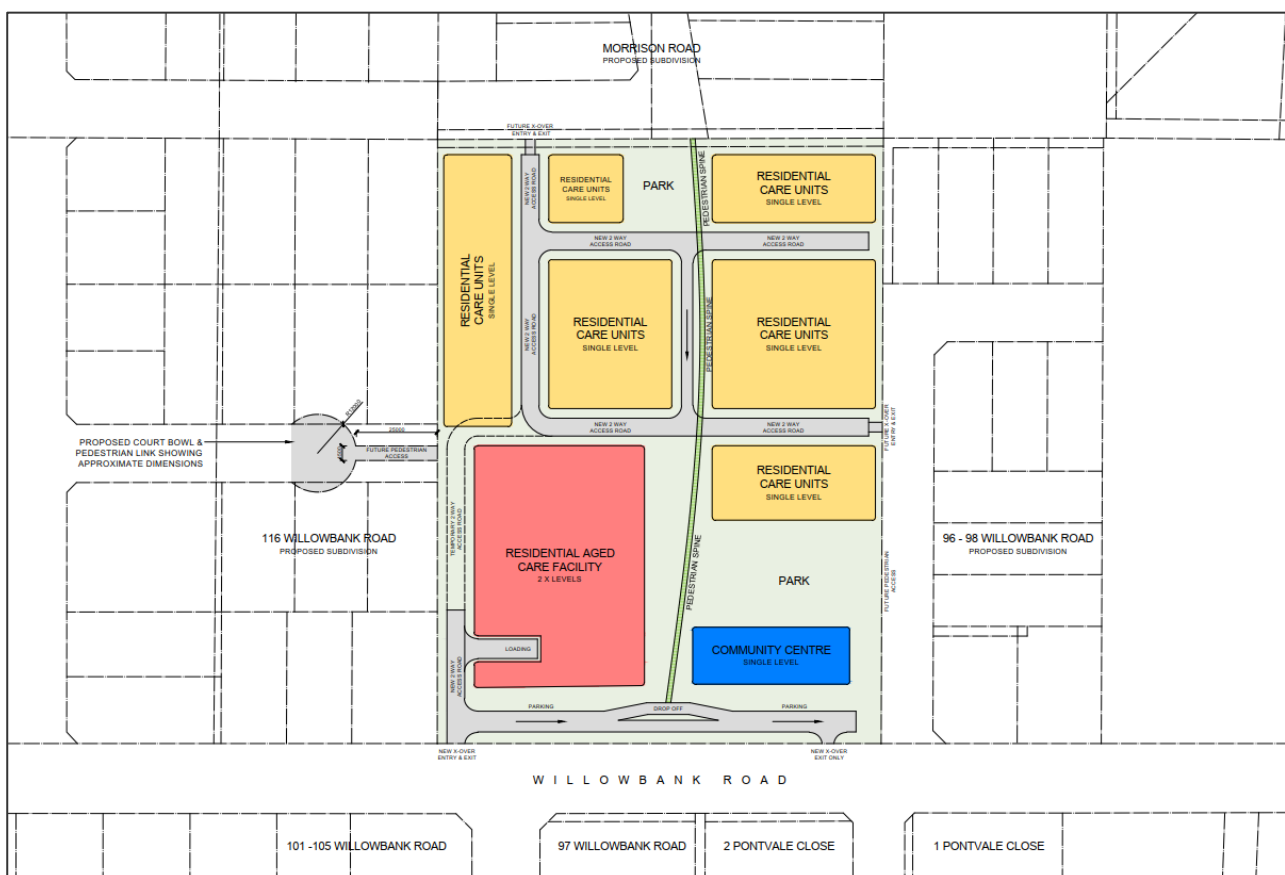 MORRISON ROAD
PROPOSED SUBDIVISION
FUTURE X-OVER
ENTRY & EXIT
NEW 2 WAY
ACCESS ROAD
RESIDENTIAL
CARE UNITS
SINGLE LEVEL
PARK
PEDESTRIAN SPINE
RESIDENTIAL
CARE UNITS
SINGLE LEVEL
NEW 2 WAY
ACCESS ROAD
NEW 2 WAY
ACCESS ROAD
RESIDENTIAL
CARE UNITS
SINGLE LEVEL
NEW 2 WAY
ACCESS ROAD
RESIDENTIAL
CARE UNITS
SINGLE LEVEL
PEDESTRIAN SPINE
RESIDENTIAL
CARE UNITS
SINGLE LEVEL
NEW 2 WAY
ACCESS ROAD
NEW 2 WAY
ACCESS ROAD
FUTURE X-OVER
ENTRY & EXIT
PROPOSED COURT BOWL &
PEDESTRIAN LINK SHOWING
APPROXIMATE DIMENSIONS
FUTURE PEDESTRIAN
ACCESS
RESIDENTIAL
CARE UNITS
SINGLE LEVEL
116 WILLOWBANK ROAD
PROPOSED SUBDIVISION
TEMPORARY 2 WAY
ACCESS ROAD
RESIDENTIAL AGED
CARE FACILITY
2 X LEVELS
PEDESTRIAN SPINE
PARK
FUTURE PEDESTRIAN
ACCESS
96 - 98 WILLOWBANK ROAD
PROPOSED SUBDIVISION
LOADING
NEW 2 WAY
ACCESS ROAD
COMMUNITY CENTRE
SINGLE LEVEL
PARKING
DROP OFF
PARKING
NEW X-OVER
ENTRY & EXIT
NEW X-OVER
EXIT ONLY
WILLOWBANK ROAD
101 -105 WILLOWBANK ROAD
97 WILLOWBANK ROAD
2 PONTVALE CLOSE
1 PONTVALE CLOSE